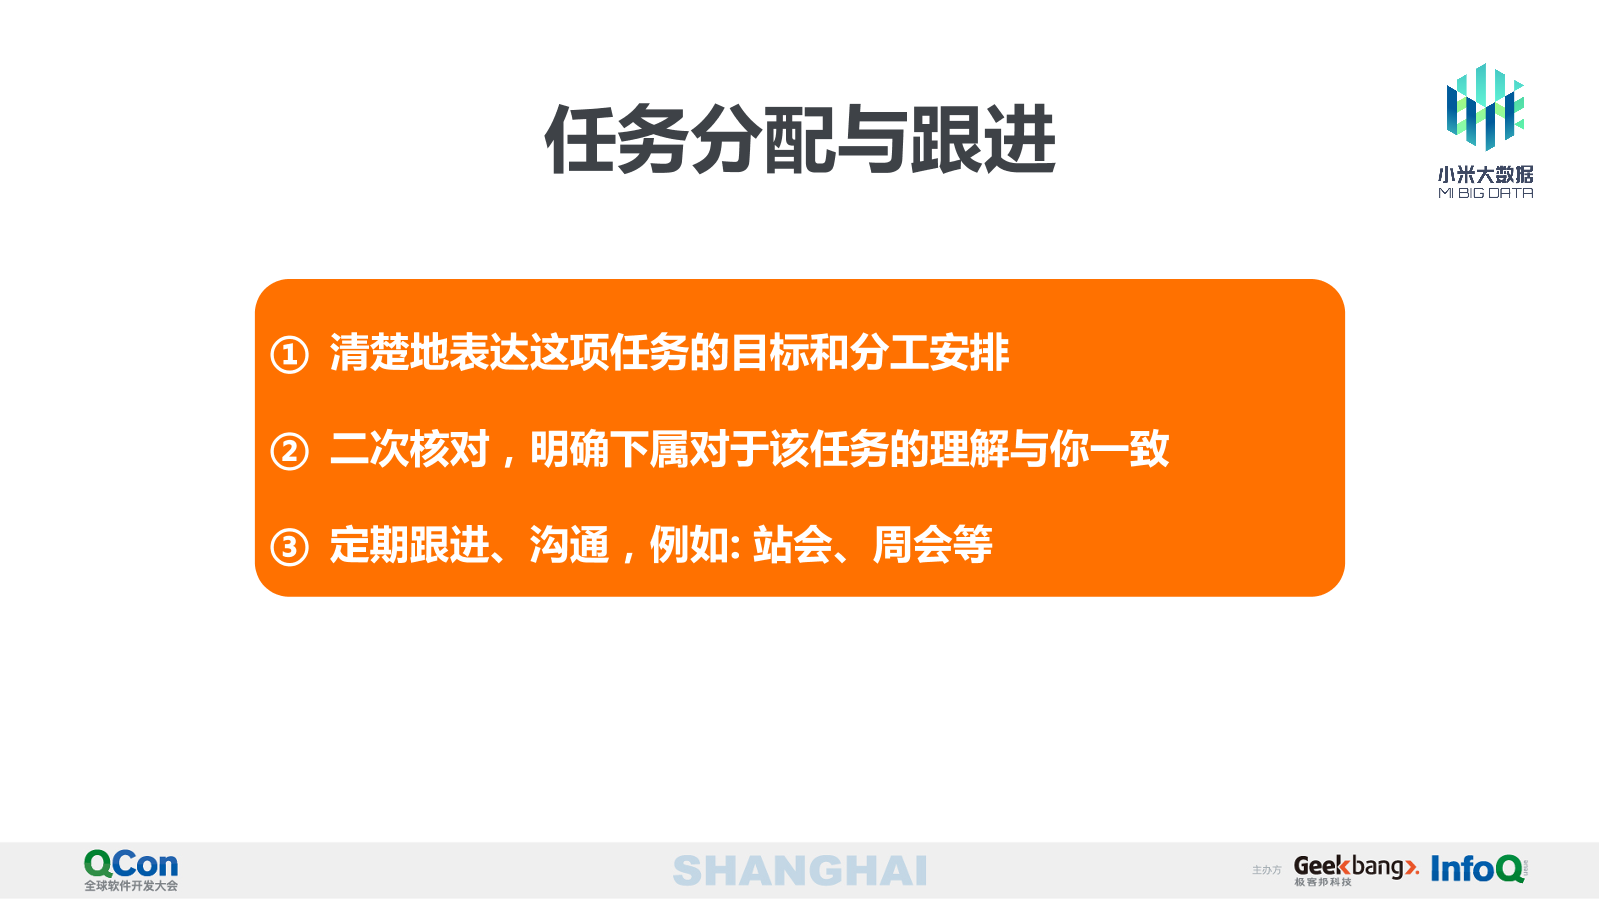 任务分配与跟进
小米大数据
MI BIG DATA
① 清楚地表达这项任务的目标和分工安排
② 二次核对，明确下属对于该任务的理解与你一致
③ 定期跟进、沟通，例如: 站会、周会等
QCon
全球软件开发大会
SHANGHAI
主办方
Geekbang>.
极客邦科技
InfoQ